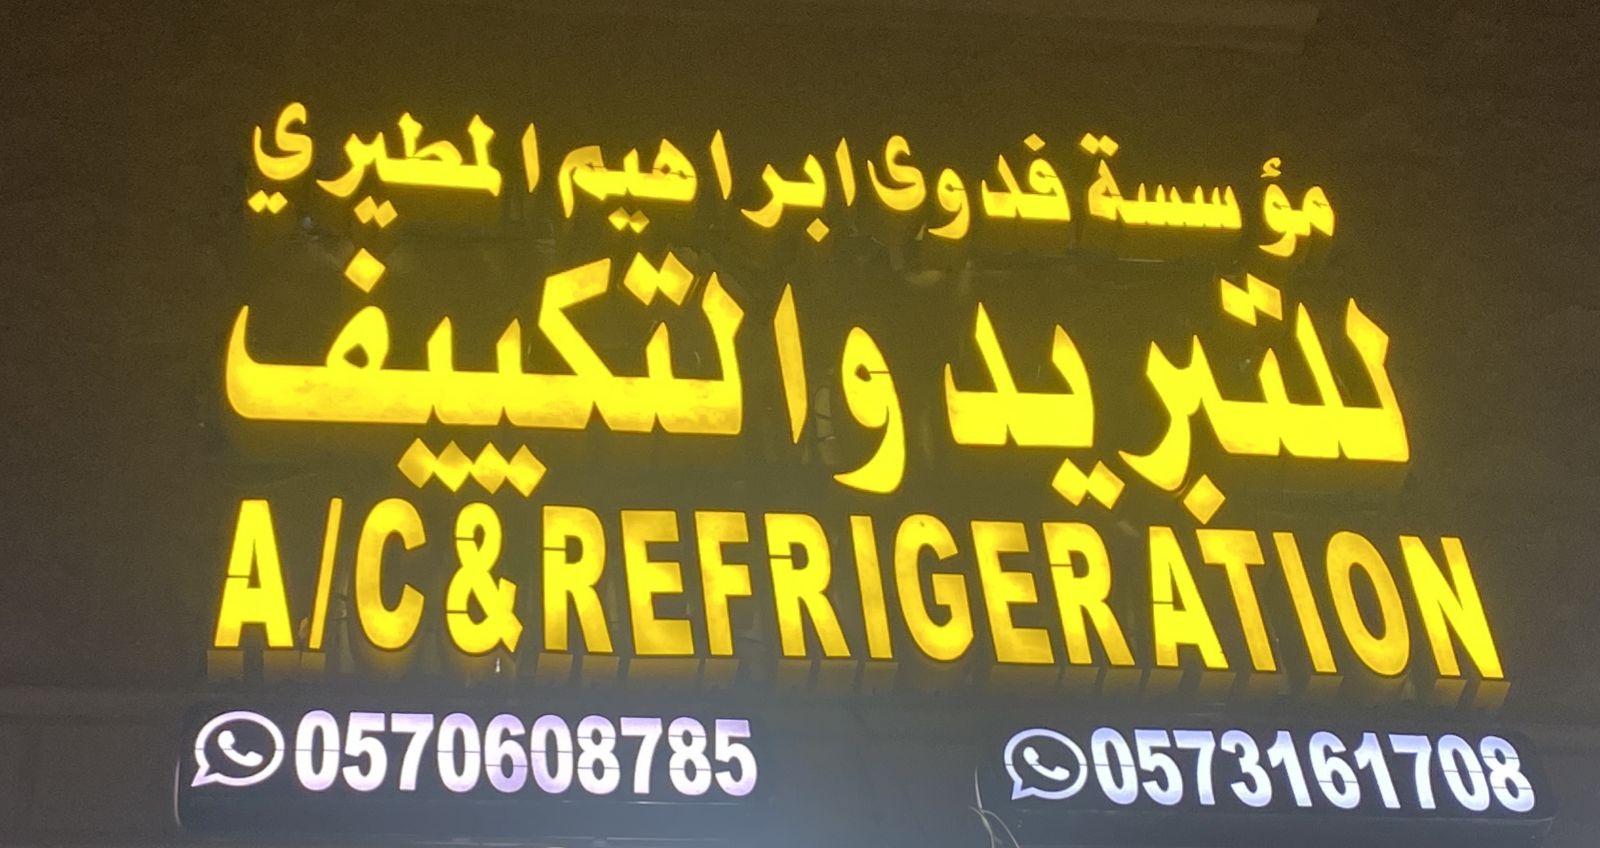 مؤسسة فدوى ابراهيم المطيري
للتبريد والتكييف
A/C & REFRIGERATION
0570608785 0573161708